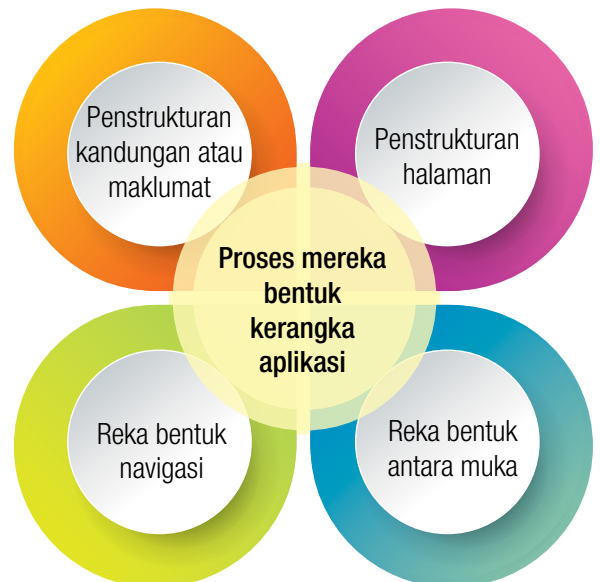 Penstrukturan
kandungan atau
maklumat
Penstrukturan
halaman
Proses mereka
bentuk
kerangka
aplikasi
Reka bentuk
navigasi
Reka bentuk
antara muka